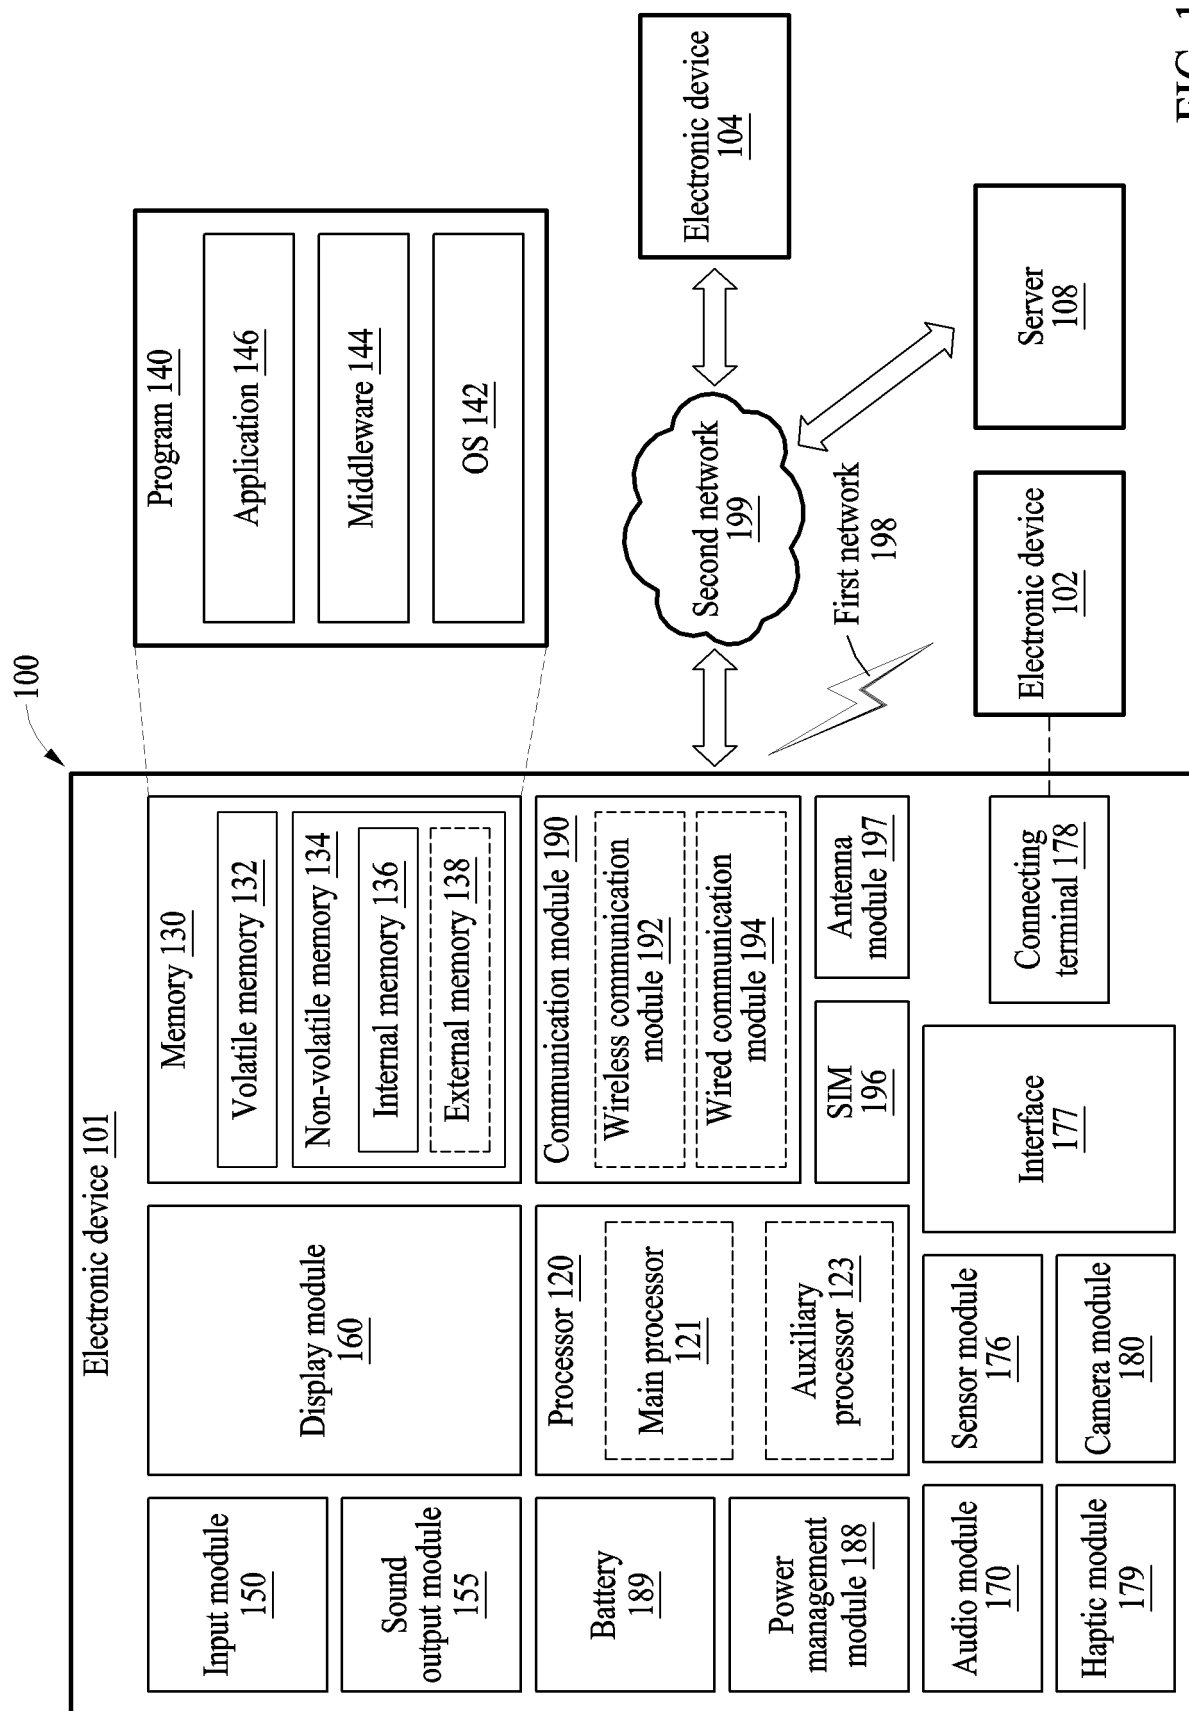 100
Electronic device 101
Input module
150
Sound
output module
155
Battery
189
Power
management
module 188
Audio module
170
Haptic module
179
Display module
160
Processor 120
Main processor
121
Auxiliary
processor 123
Sensor module
176
Camera module
180
Memory 130
Volatile memory 132
Non-volatile memory 134
Internal memory 136
External memory 138
Communication module 190
Wireless communication
module 192
Wired communication
module 194
SIM
196
Antenna
module 197
Interface
177
Connecting
terminal 178
Program 140
Application 146
Middleware 144
OS 142
Second network
199
First network
198
Electronic device
104
Electronic device
102
Server
108
FIG. 1